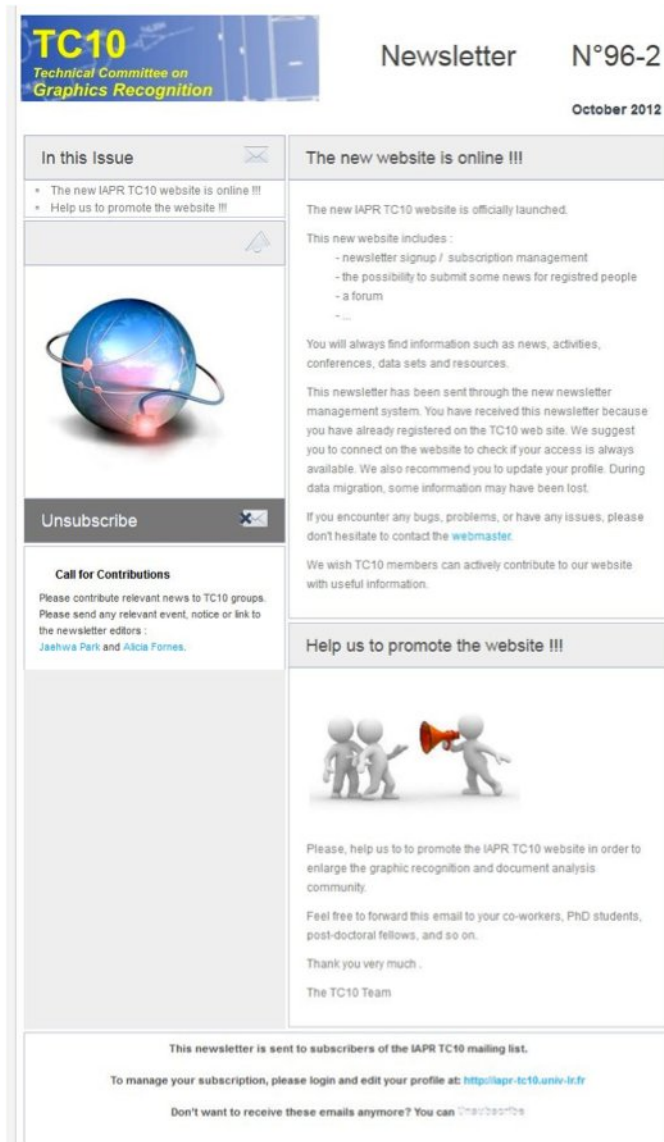 TC10
Technical Committee on
Graphics Recognition
Newsletter N°96-2
October 2012
In this Issue
The new IAPR TC10 website is online !!!
Help us to promote the website !!!
Unsubscribe
Call for Contributions
Please contribute relevant news to TC10 groups.
Please send any relevant event, notice or link to
the newsletter editors :
Jaehwa Park and Alicia Fornes.
The new website is online !!!
The new IAPR TC10 website is officially launched.
This new website includes :
- newsletter signup / subscription management
- the possibility to submit some news for registred people
- a forum
- ...
You will always find information such as news, activities,
conferences, data sets and resources.
This newsletter has been sent through the new newsletter
management system. You have received this newsletter because
you have already registered on the TC10 web site. We suggest
you to connect on the website to check if your access is always
available. We also recommend you to update your profile. During
data migration, some information may have been lost.
If you encounter any bugs, problems, or have any issues, please
don't hesitate to contact the webmaster.
We wish TC10 members can actively contribute to our website
with useful information.
Help us to promote the website !!!
Please, help us to to promote the IAPR TC10 website in order to
enlarge the graphic recognition and document analysis
community.
Feel free to forward this email to your co-workers, PhD students,
post-doctoral fellows, and so on.
Thank you very much .
The TC10 Team
This newsletter is sent to subscribers of the IAPR TC10 mailing list.
To manage your subscription, please login and edit your profile at: http://iapr-tc10.univ-lr.fr
Don't want to receive these emails anymore? You can Unsubscribe